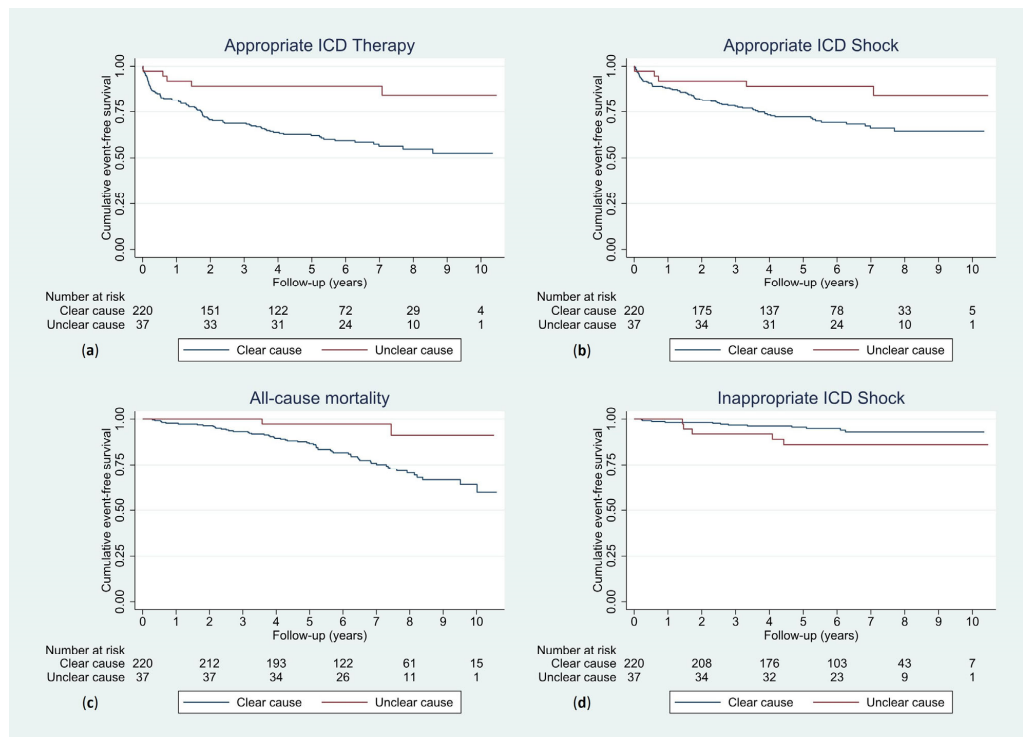 Appropriate ICD Therapy
Cumulative event-free survival
1.00
0.75
0.50
0.25
0.00
0 1 2 3 4 5 6 7 8 9 10
Follow-up (years)
Number at risk
Clear cause 220 151 122 72 29 4
Unclear cause 37 33 31 24 10 1
(a)
Clear cause Unclear cause
Appropriate ICD Shock
Cumulative event-free survival
1.00
0.75
0.50
0.25
0.00
0 1 2 3 4 5 6 7 8 9 10
Follow-up (years)
Number at risk
Clear cause 220 175 137 78 33 5
Unclear cause 37 34 31 24 10 1
(b)
Clear cause Unclear cause
All-cause mortality
Cumulative event-free survival
1.00
0.75
0.50
0.25
0.00
0 1 2 3 4 5 6 7 8 9 10
Follow-up (years)
Number at risk
Clear cause 220 212 193 122 61 15
Unclear cause 37 37 34 26 11 1
(c)
Clear cause Unclear cause
Inappropriate ICD Shock
Cumulative event-free survival
1.00
0.75
0.50
0.25
0.00
0 1 2 3 4 5 6 7 8 9 10
Follow-up (years)
Number at risk
Clear cause 220 208 176 103 43 7
Unclear cause 37 34 32 23 9 1
(d)
Clear cause Unclear cause